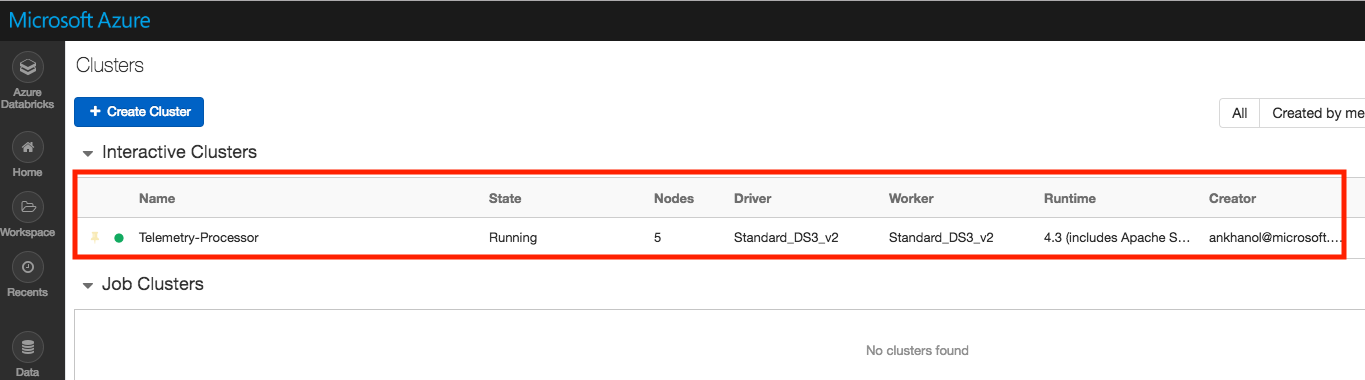 Microsoft Azure
Azure
Databricks
Home
Workspace
Recents
Data
Clusters
+ Create Cluster
All Created by me
Interactive Clusters
Name State Nodes Driver Worker Runtime Creator
Telemetry-Processor Running 5 Standard_DS3_v2 Standard_DS3_v2 4.3 (includes Apache S... ankhanol@microsoft....
Job Clusters
No clusters found